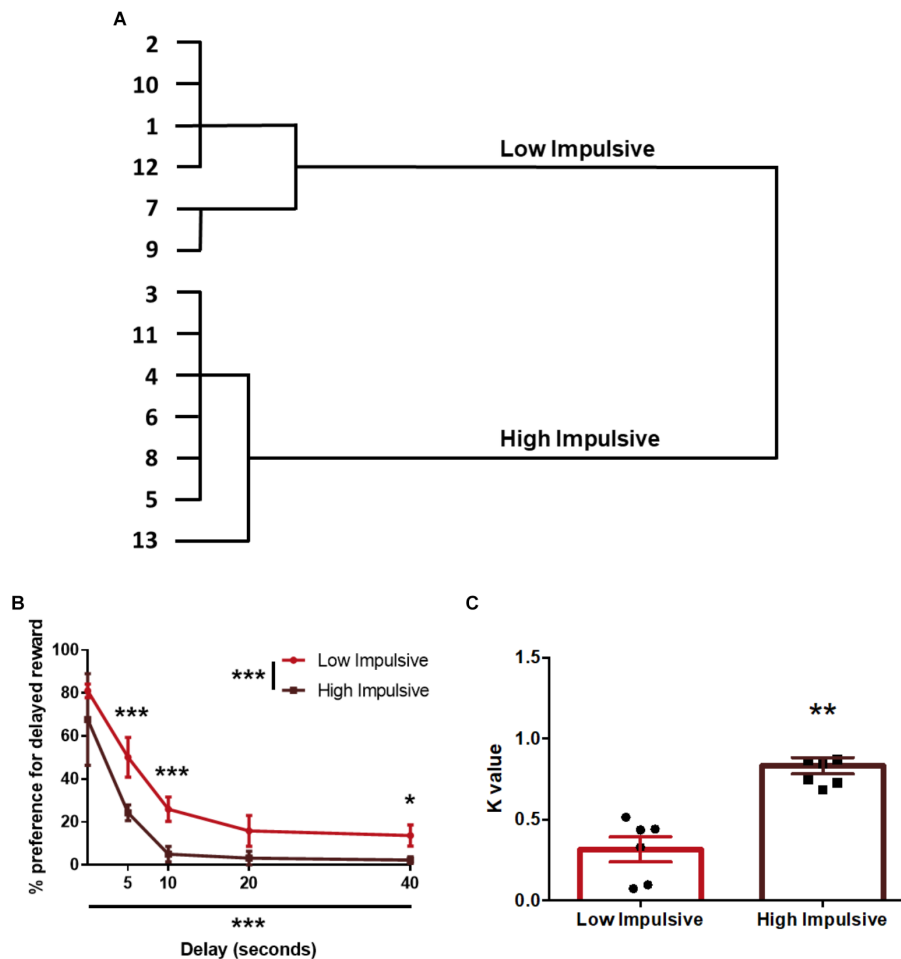 A
2
10
1
12
7
9
3
11
4
6
8
5
13
Low Impulsive
High Impulsive
B
% preference for delayed reward
100
80
60
40
20
0
5
10
20
40
***
***
*
***
Low Impulsive
High Impulsive
***
Delay (seconds)
C
K value
1.5
1.0
0.5
0.0
**
Low Impulsive
High Impulsive